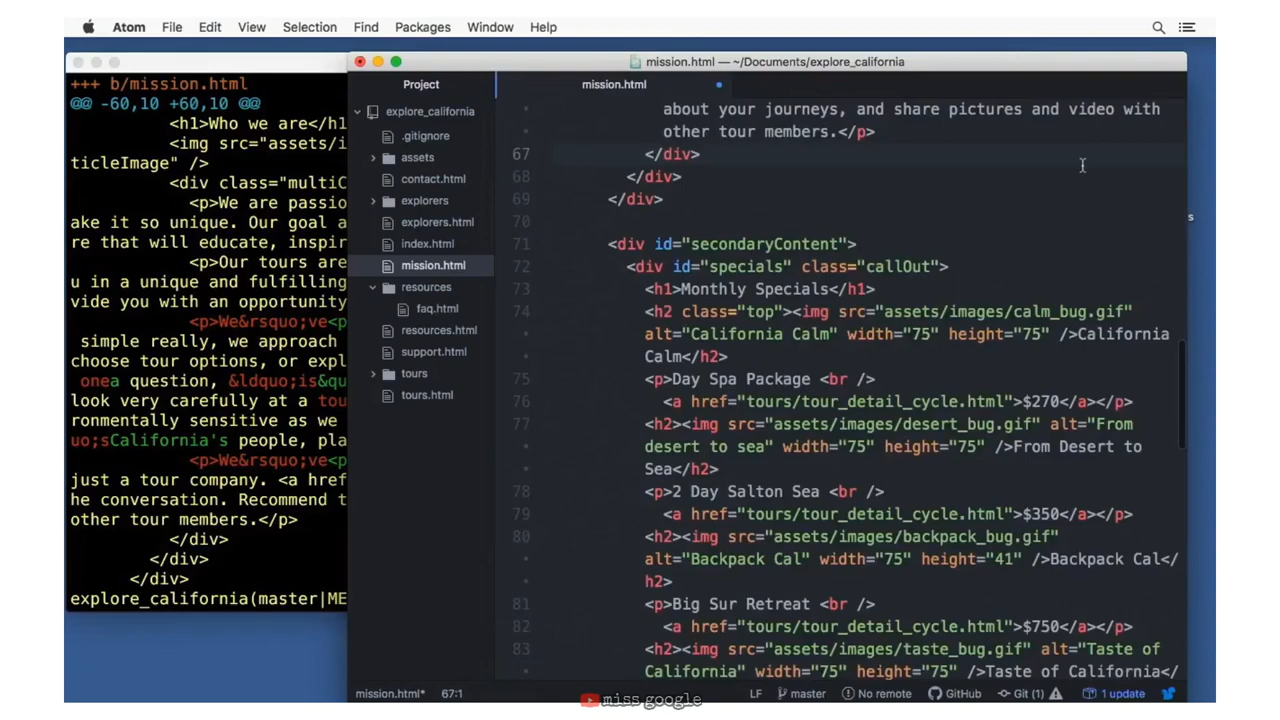 Atom File Edit View Selection Find Packages Window Help
+++ b/mission.html
@@ -60,10 +60,10 @@
<h1>Who we are</h1
<img src="assets/i
ticleImage" />
<div class="multiC
<p>We are passio
ake it so unique. Our goal a
re that will educate, inspir
<p>Our tours are
u in a unique and fulfilling
vide you with an opportunity
<p>We&rsquo;ve<p
simple really, we approach
choose tour options, or expl
onea question, &ldquo;is&qu
look very carefully at a tou
ronmentally sensitive as we
uo;sCalifornia's people, pla
<p>We&rsquo;ve<p
just a tour company. <a href
he conversation. Recommend t
other tour members.</p>
</div>
</div>
</div>
explore_california(master|ME
mission.html — ~/Documents/explore_california
Project
explore_california
.gitignore
assets
contact.html
explorers
explorers.html
index.html
mission.html
resources
faq.html
resources.html
support.html
tours
tours.html
mission.html
about your journeys, and share pictures and video with
other tour members.</p>
67 </div>
68 </div>
69 </div>
70
71 <div id="secondaryContent">
72 <div id="specials" class="callOut">
73 <h1>Monthly Specials</h1>
74 <h2 class="top"><img src="assets/images/calm_bug.gif"
alt="California Calm" width="75" height="75" />California
Calm</h2>
75 <p>Day Spa Package <br />
76 <a href="tours/tour_detail_cycle.html">$270</a></p>
77 <h2><img src="assets/images/desert_bug.gif" alt="From
desert to sea" width="75" height="75" />From Desert to
Sea</h2>
78 <p>2 Day Salton Sea <br />
79 <a href="tours/tour_detail_cycle.html">$350</a></p>
80 <h2><img src="assets/images/backpack_bug.gif"
alt="Backpack Cal" width="75" height="41" />Backpack Cal</
h2>
81 <p>Big Sur Retreat <br />
82 <a href="tours/tour_detail_cycle.html">$750</a></p>
83 <h2><img src="assets/images/taste_bug.gif" alt="Taste of
California" width="75" height="75" />Taste of California</
s
mission.html* 67:1 LF master No remote GitHub Git (1) 1 update
miss google